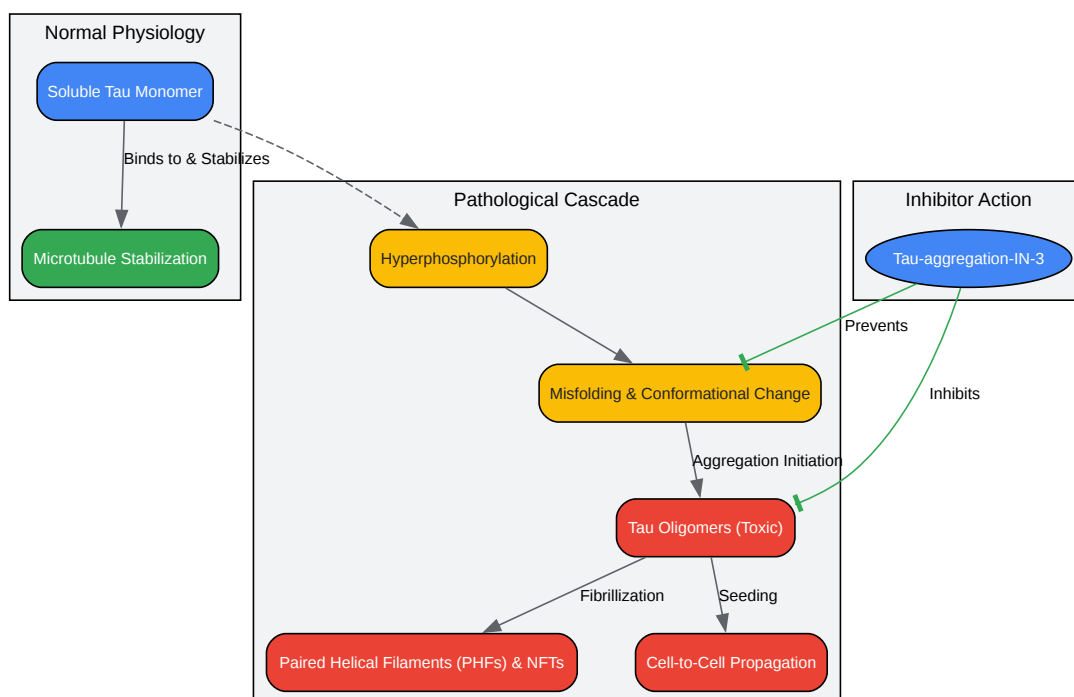 Normal Physiology
Soluble Tau Monomer
Binds to & Stabilizes
Microtubule Stabilization
Pathological Cascade
Hyperphosphorylation
Misfolding & Conformational Change
Aggregation Initiation
Tau Oligomers (Toxic)
Fibrillization
Seeding
Paired Helical Filaments (PHFs) & NFTs
Cell-to-Cell Propagation
Inhibitor Action
Tau-aggregation-IN-3
Prevents
Inhibits